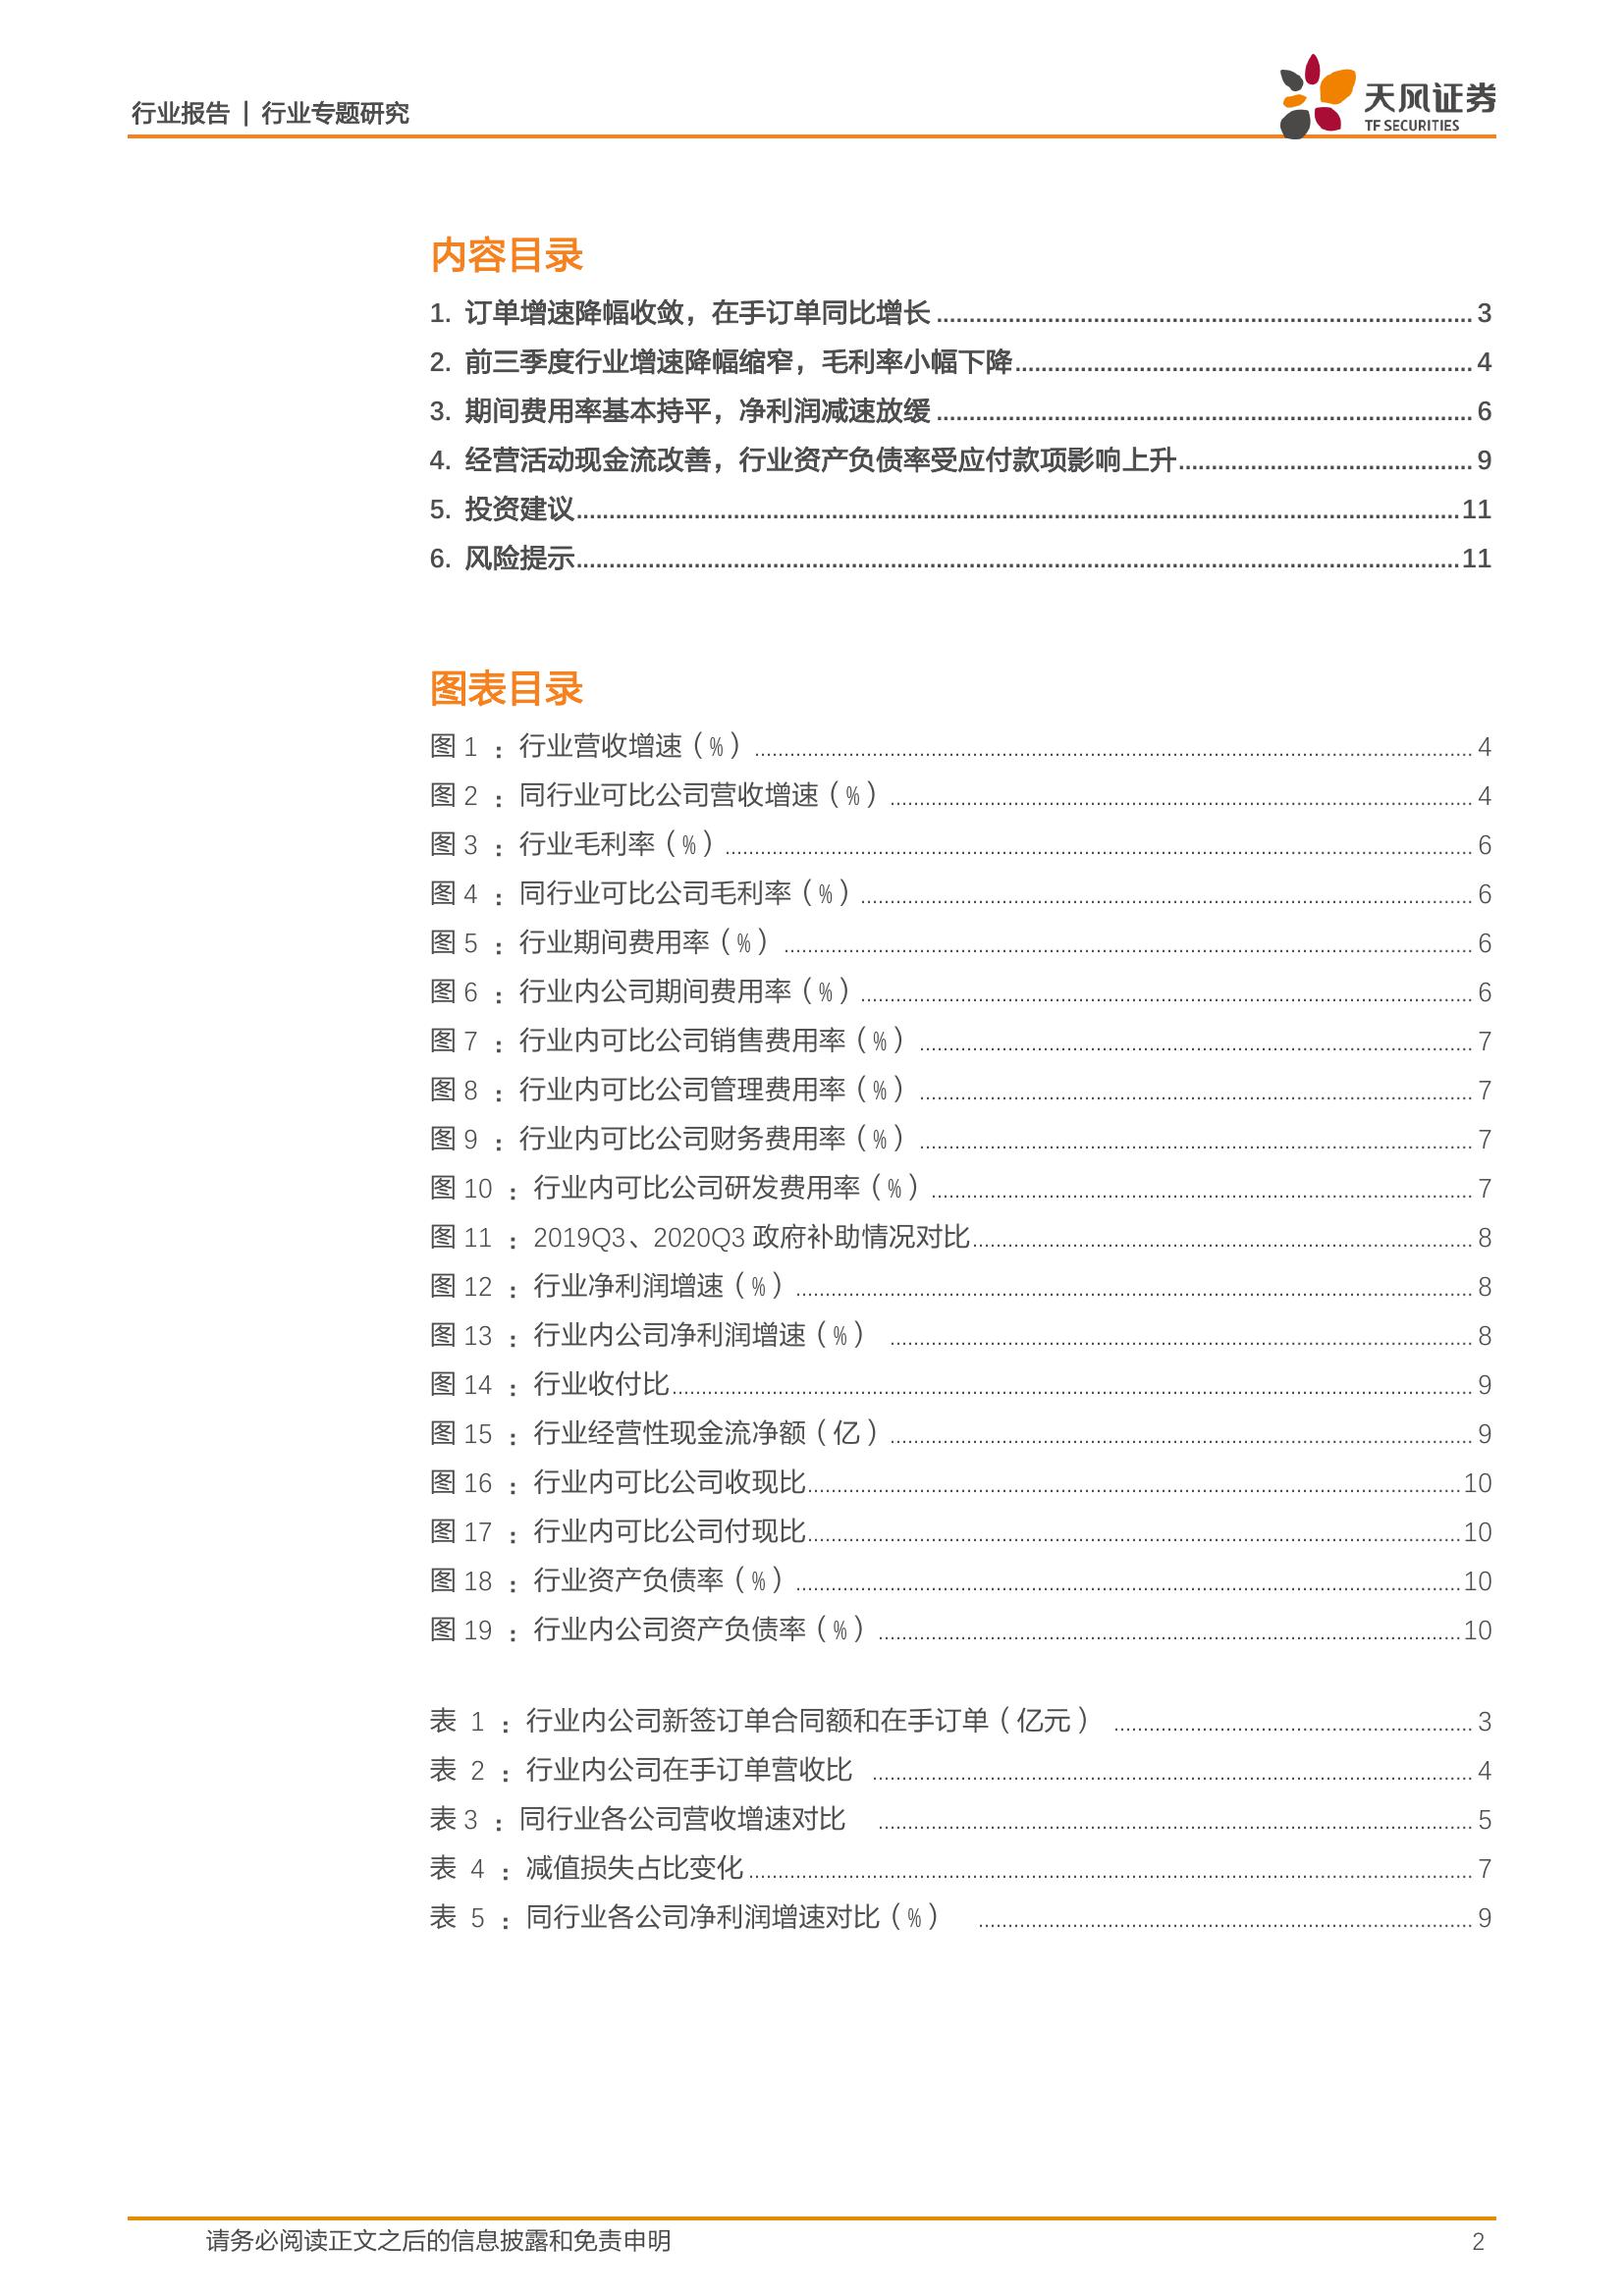 行业报告 | 行业专题研究
天风证券
TF SECURITIES
内容目录
1. 订单增速降幅收敛，在手订单同比增长 ........ 3
2. 前三季度行业增速降幅缩窄，毛利率小幅下降 ........ 4
3. 期间费用率基本持平，净利润减速放缓 ........ 6
4. 经营活动现金流改善，行业资产负债率受应付款项影响上升 ........ 9
5. 投资建议 ........ 11
6. 风险提示 ........ 11
图表目录
图 1 ：行业营收增速（%） ........ 4
图 2 ：同行业可比公司营收增速（%） ........ 4
图 3 ：行业毛利率（%） ........ 6
图 4 ：同行业可比公司毛利率（%） ........ 6
图 5 ：行业期间费用率（%） ........ 6
图 6 ：行业内公司期间费用率（%） ........ 6
图 7 ：行业内可比公司销售费用率（%） ........ 7
图 8 ：行业内可比公司管理费用率（%） ........ 7
图 9 ：行业内可比公司财务费用率（%） ........ 7
图 10 ：行业内可比公司研发费用率（%） ........ 7
图 11 ：2019Q3、2020Q3 政府补助情况对比 ........ 8
图 12 ：行业净利润增速（%） ........ 8
图 13 ：行业内公司净利润增速（%） ........ 8
图 14 ：行业收付比 ........ 9
图 15 ：行业经营性现金流净额（亿） ........ 9
图 16 ：行业内可比公司收现比 ........ 10
图 17 ：行业内可比公司付现比 ........ 10
图 18 ：行业资产负债率（%） ........ 10
图 19 ：行业内公司资产负债率（%） ........ 10
表 1 ：行业内公司新签订单合同额和在手订单（亿元） ........ 3
表 2 ：行业内公司在手订单营收比 ........ 4
表 3 ：同行业各公司营收增速对比 ........ 5
表 4 ：减值损失占比变化 ........ 7
表 5 ：同行业各公司净利润增速对比（%） ........ 9
请务必阅读正文之后的信息披露和免责申明
2